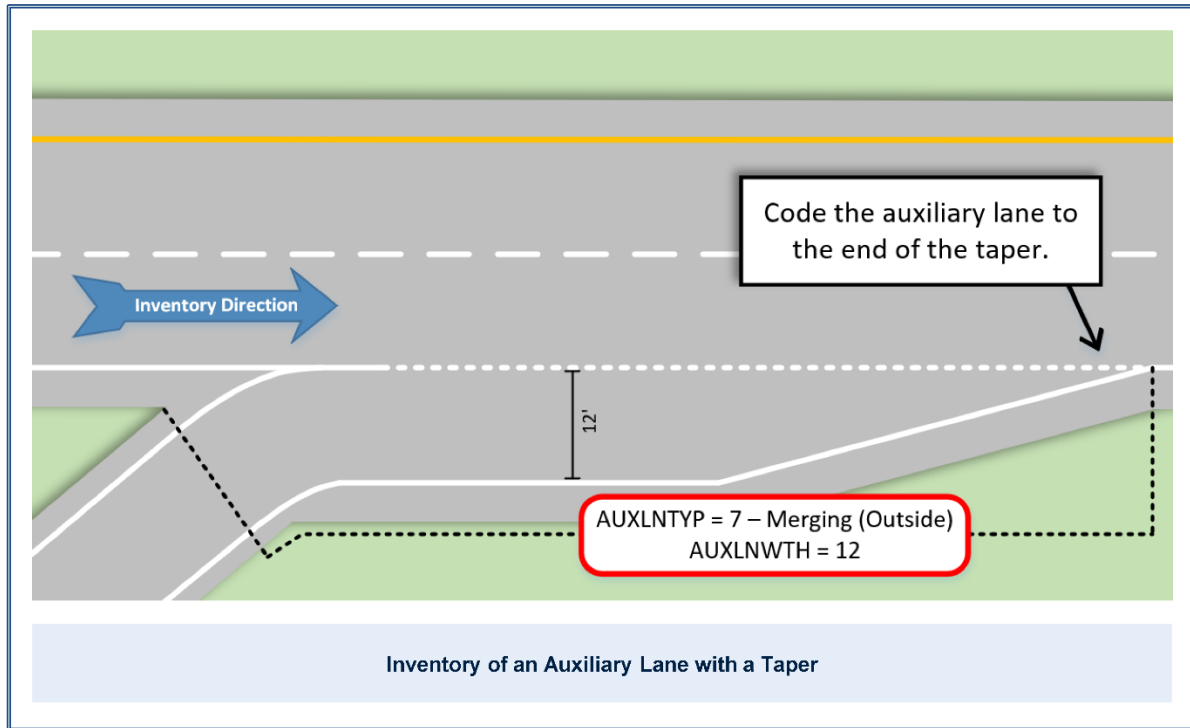 Code the auxiliary lane to
the end of the taper.
Inventory Direction
12'
AUXLNTYP = 7 – Merging (Outside)
AUXLNWTH = 12
Inventory of an Auxiliary Lane with a Taper